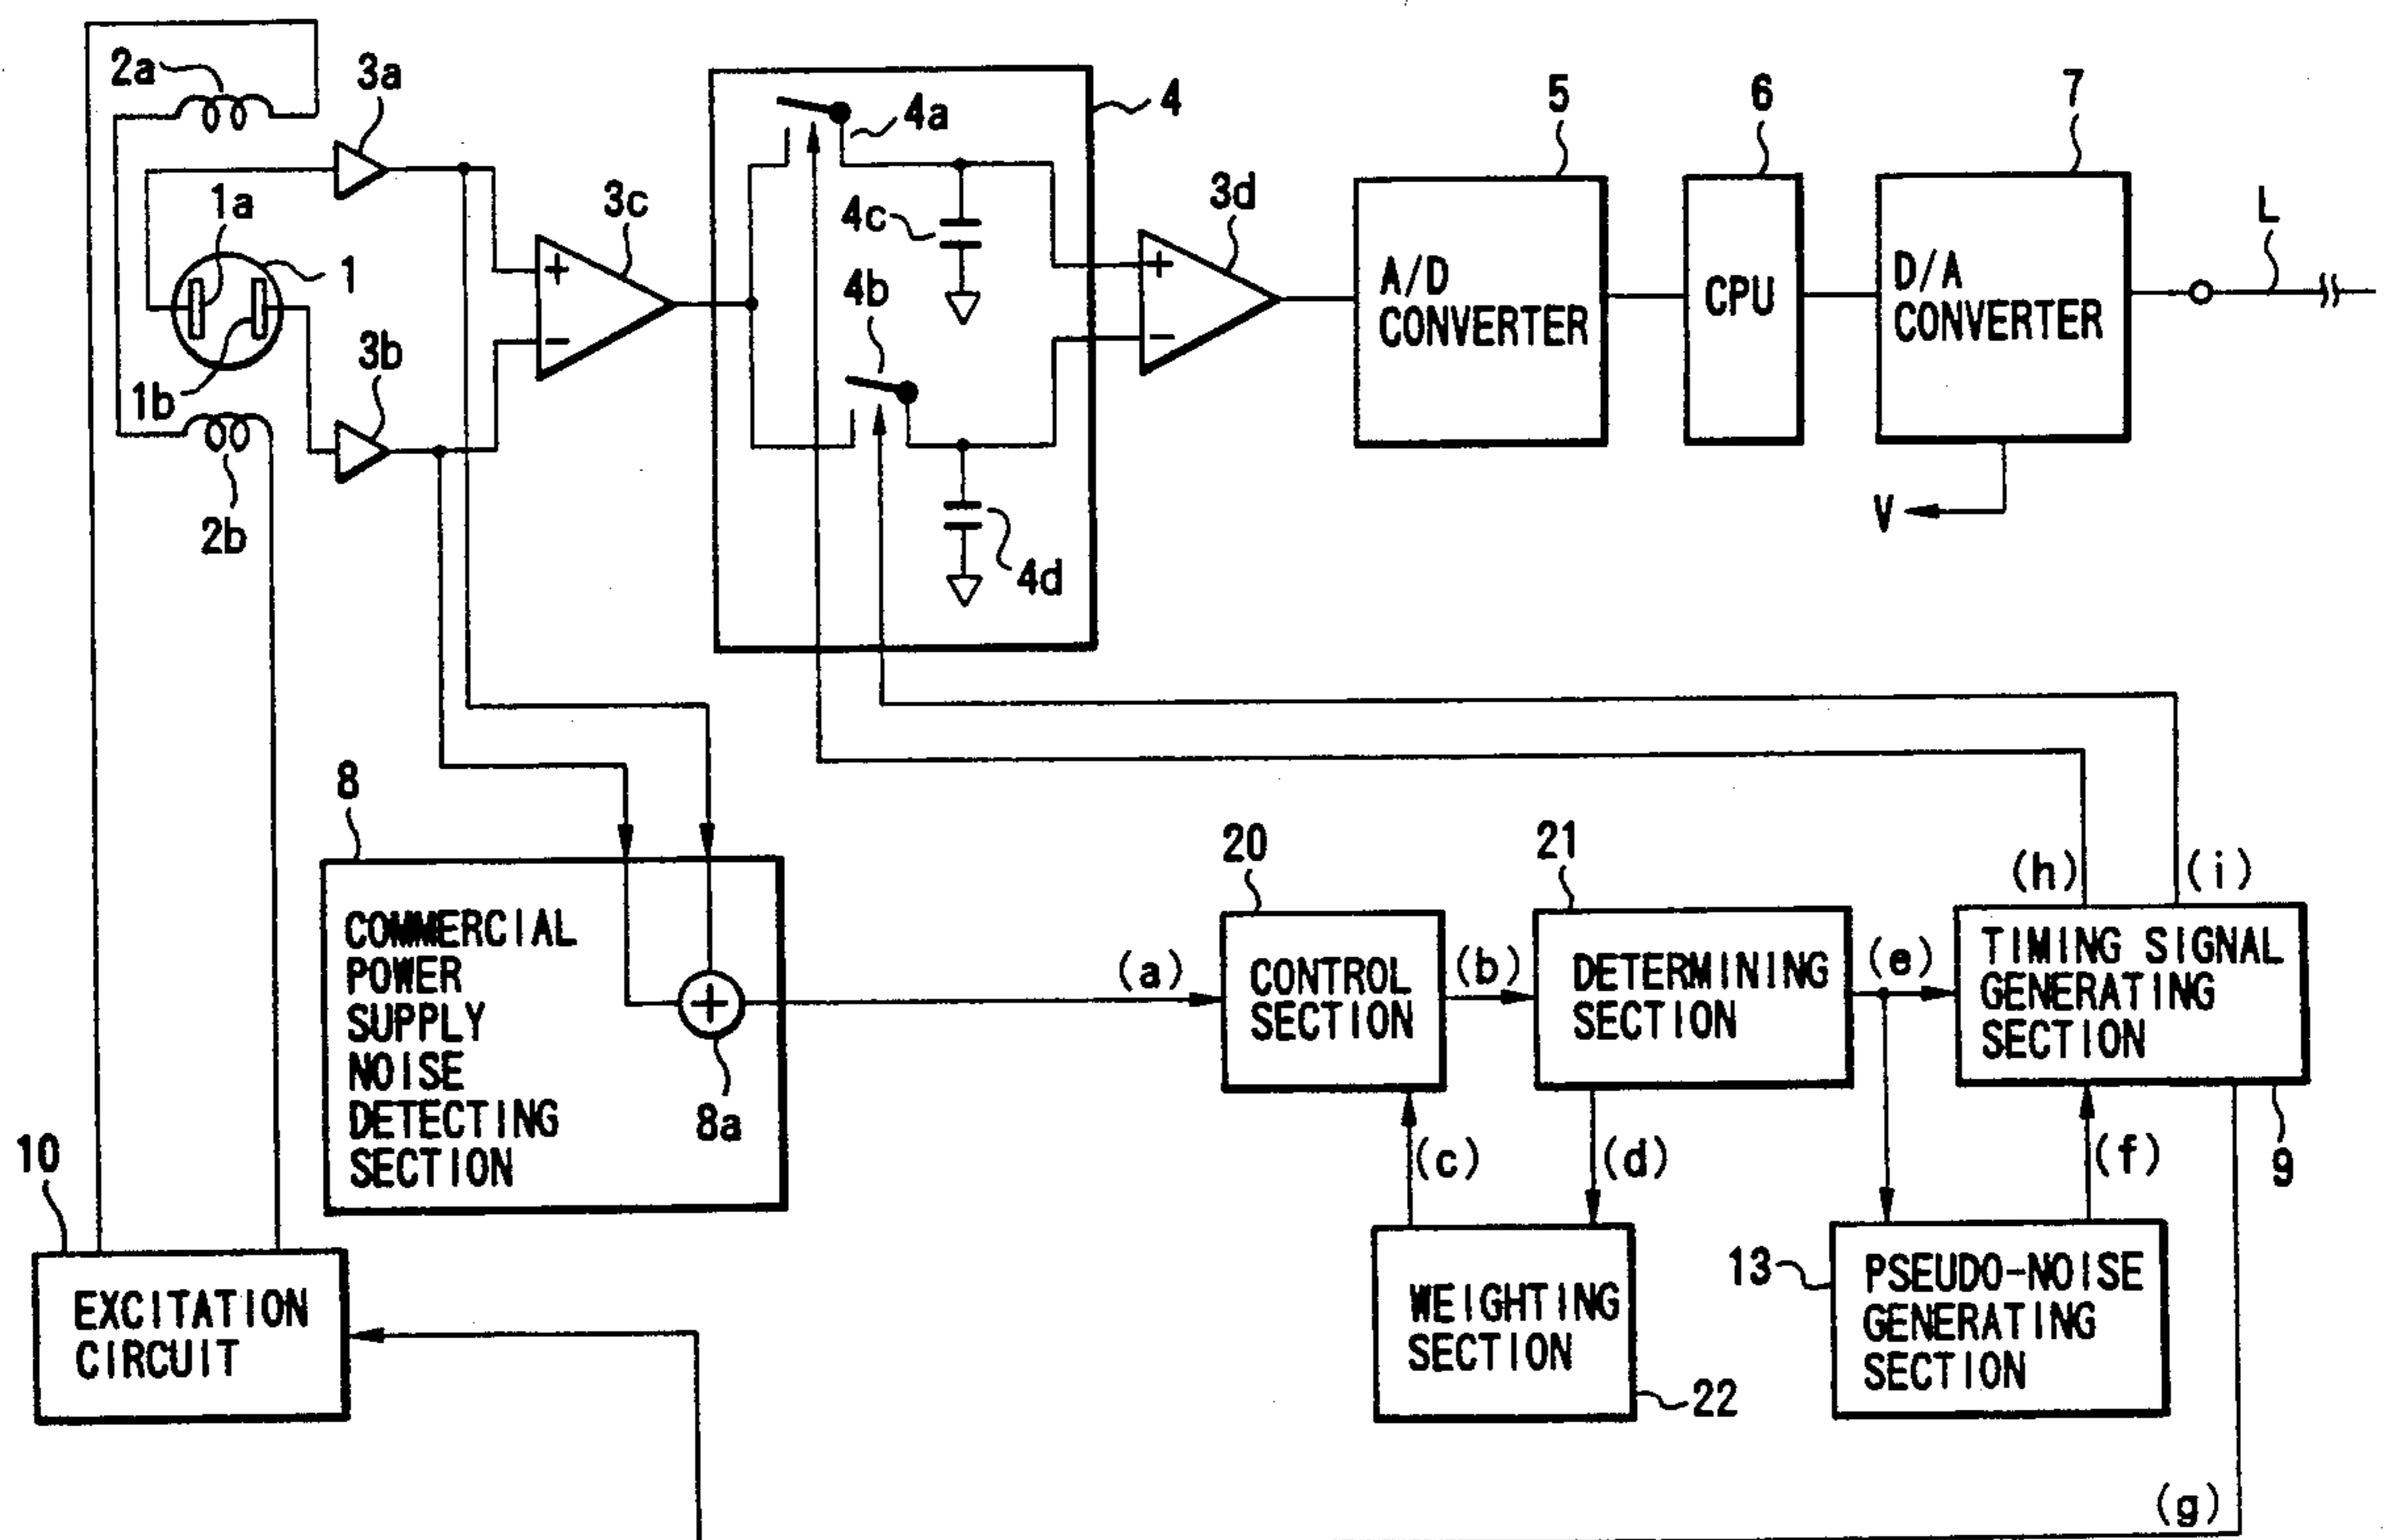 2a
3a
4a
4
5
6
7
1a
3c
4c
3d
L
1
4b
A/D
CONVERTER
CPU
D/A
CONVERTER
+
−
+
−
1b
3b
2b
4d
V
8
20
21
(h)
(i)
COMMERCIAL
POWER
SUPPLY
NOISE
DETECTING
SECTION
+
8a
(a)
CONTROL
SECTION
(b)
DETERMINING
SECTION
(e)
TIMING SIGNAL
GENERATING
SECTION
10
(c)
(d)
(f)
9
EXCITATION
CIRCUIT
WEIGHTING
SECTION
22
13
PSEUDO-NOISE
GENERATING
SECTION
(g)